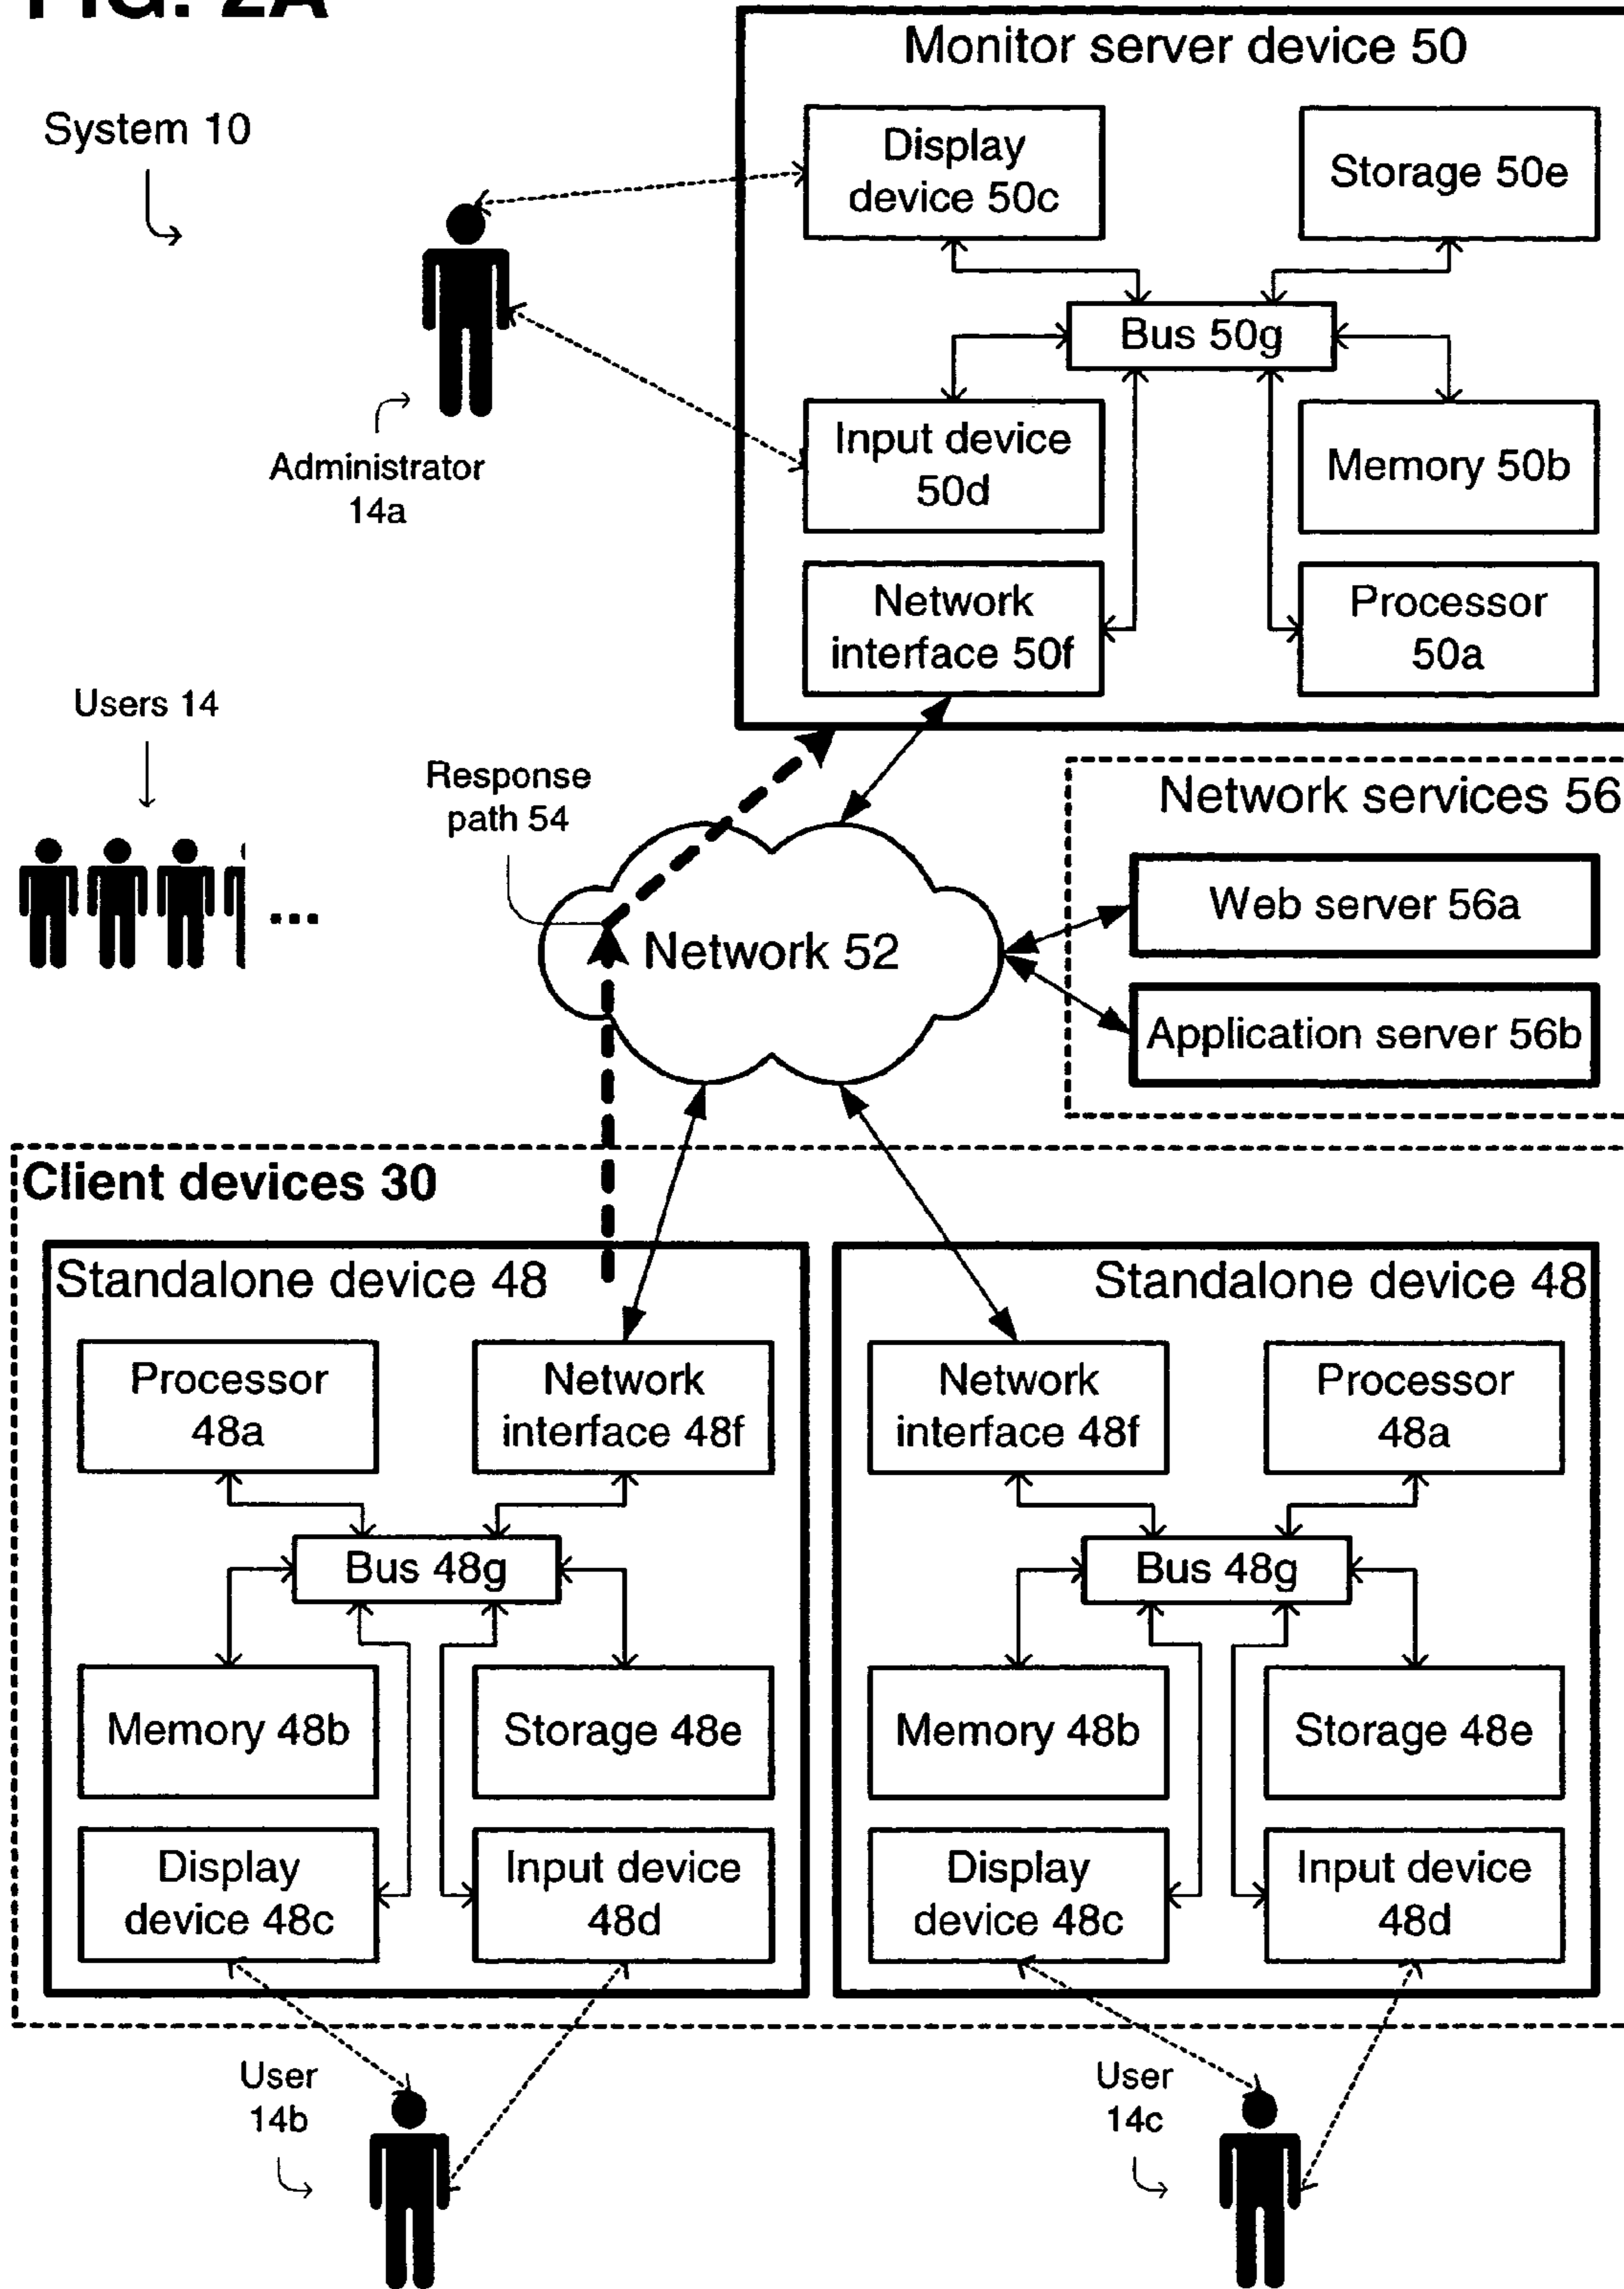 FIG. 2A
Monitor server device 50
System 10
Display
device 50c
Storage 50e
Bus 50g
Administrator
14a
Input device
50d
Memory 50b
Network
interface 50f
Processor
50a
Users 14
Response
path 54
Network services 56
Web server 56a
...
Network 52
Application server 56b
Client devices 30
Standalone device 48
Processor
48a
Network
interface 48f
Bus 48g
Memory 48b
Storage 48e
Display
device 48c
Input device
48d
Standalone device 48
Network
interface 48f
Processor
48a
Bus 48g
Memory 48b
Storage 48e
Display
device 48c
Input device
48d
User
14b
User
14c